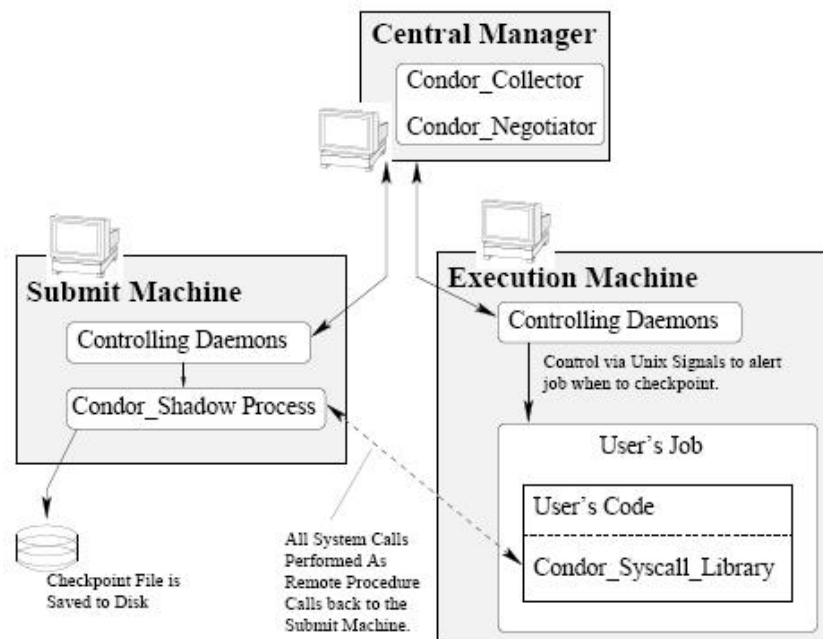 Central Manager
Condor_Collector
Condor_Negotiator
Submit Machine
Controlling Daemons
Condor_Shadow Process
Checkpoint File is
Saved to Disk
All System Calls
Performed As
Remote Procedure
Calls back to the
Submit Machine.
Execution Machine
Controlling Daemons
Control via Unix Signals to alert
job when to checkpoint.
User's Job
User's Code
Condor_Syscall_Library